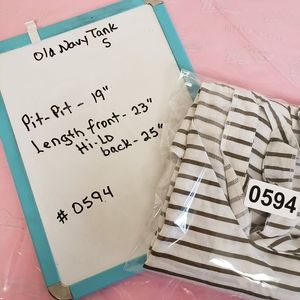 Old Navy Tank
S
Pit-Pit - 19"
Length front - 23"
Hi-Lo
back - 25"
# 0594
0594